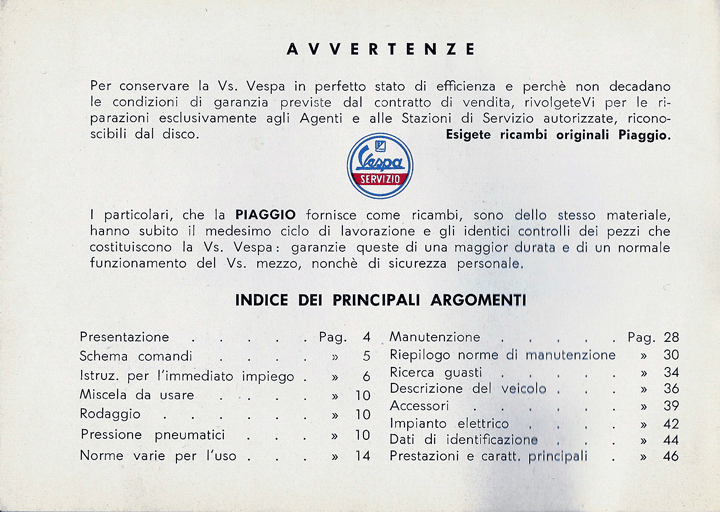 AVVERTENZE
Per conservare la Vs. Vespa in perfetto stato di efficienza e perchè non decadano
le condizioni di garanzia previste dal contratto di vendita, rivolgeteVi per le ri-
parazioni esclusivamente agli Agenti e alle Stazioni di Servizio autorizzate, ricono-
scibili dal disco. Esigete ricambi originali Piaggio.
Vespa
SERVIZIO
I particolari, che la PIAGGIO fornisce come ricambi, sono dello stesso materiale,
hanno subito il medesimo ciclo di lavorazione e gli identici controlli dei pezzi che
costituiscono la Vs. Vespa: garanzie queste di una maggior durata e di un normale
funzionamento del Vs. mezzo, nonchè di sicurezza personale.
INDICE DEI PRINCIPALI ARGOMENTI
Presentazione . . . . . Pag. 4
Schema comandi . . . . » 5
Istruz. per l'immediato impiego . » 6
Miscela da usare . . . . » 10
Rodaggio . . . . . » 10
Pressione pneumatici . . . » 10
Norme varie per l'uso . . . » 14
Manutenzione . . . . . Pag. 28
Riepilogo norme di manutenzione » 30
Ricerca guasti . . . . . » 34
Descrizione del veicolo . . . » 36
Accessori . . . . . » 39
Impianto elettrico . . . . » 42
Dati di identificazione . . . » 44
Prestazioni e caratt. principali . » 46